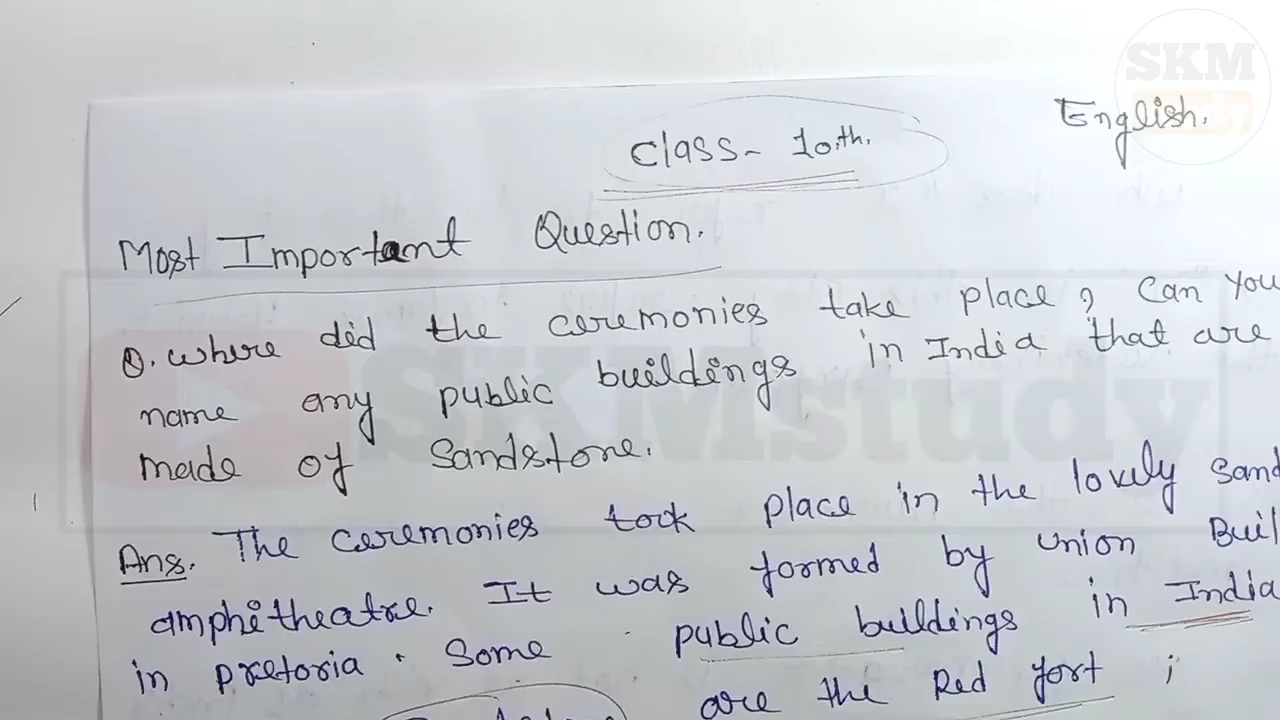 SKM
English.
Class- 10.th.
Most Important Question.
Q. where did the ceremonies take place, Can You
name any public buildings in India that are
made of Sandstone.
Ans. The ceremonies took place in the lovely Sand
amphitheatre. It was formed by Union Buil
in pretoria. Some public buildings in India
are the Red fort ;
SKMstudy